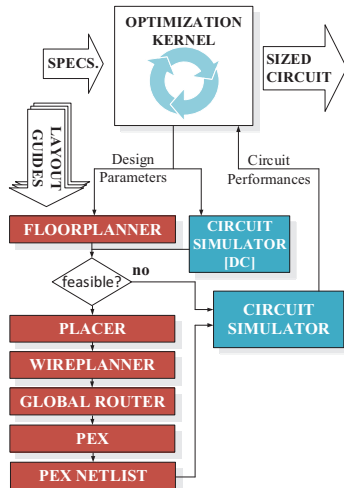 OPTIMIZATION
KERNEL
SPECS.
SIZED
CIRCUIT
LAYOUT
GUIDES
Design
Parameters
Circuit
Performances
FLOORPLANNER
CIRCUIT
SIMULATOR
[DC]
feasible?
no
PLACER
CIRCUIT
SIMULATOR
WIREPLANNER
GLOBAL ROUTER
PEX
PEX NETLIST